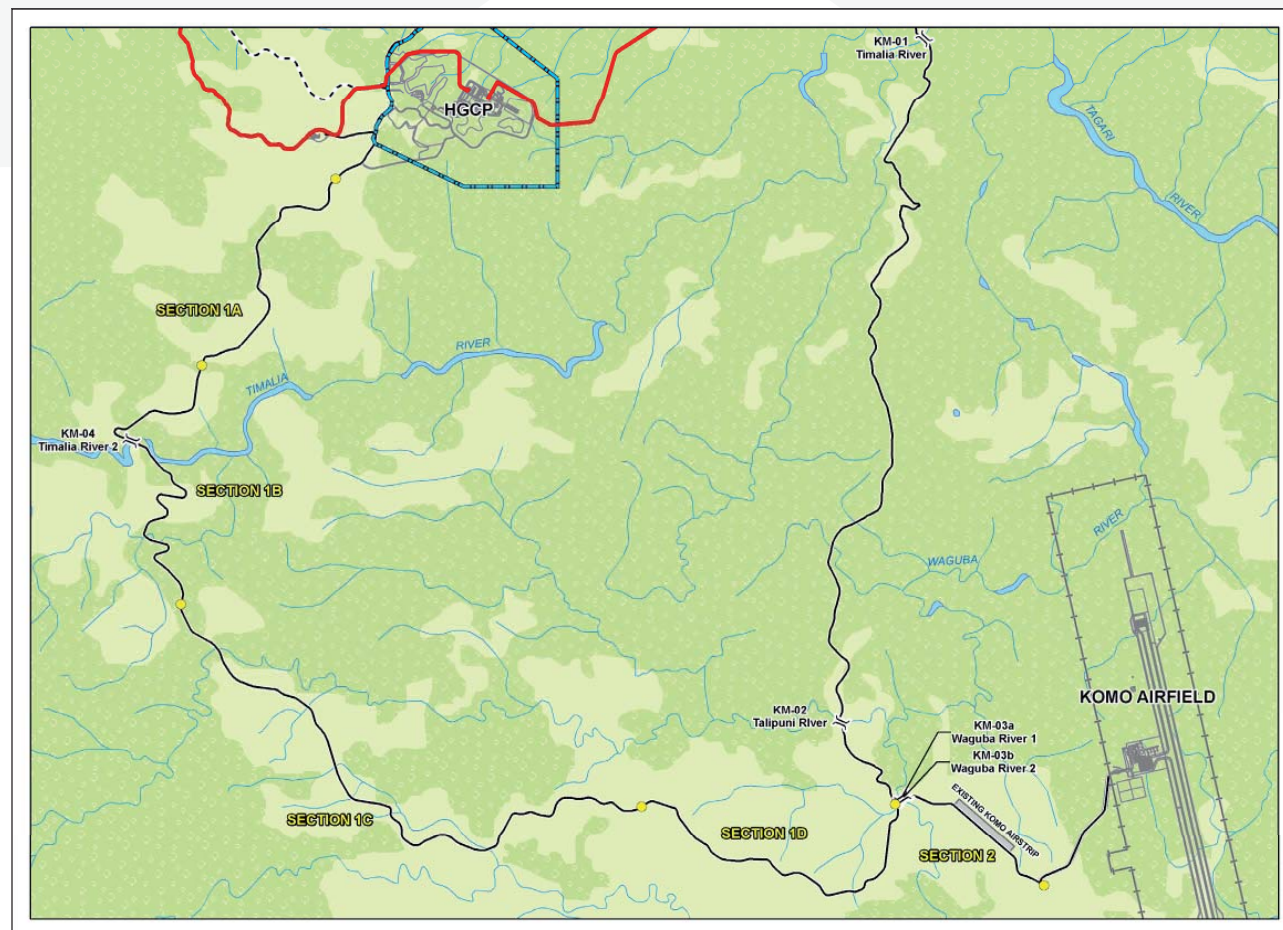 KM-01
Timalia River
HGCP
TAGARI
RIVER
SECTION 1A
RIVER
TIMALIA
KM-04
Timalia River 2
SECTION 1B
RIVER
WAGUBA
KOMO AIRFIELD
KM-02
Talipuni RIver
KM-03a
Waguba River 1
KM-03b
Waguba River 2
EXISTING KOMO AIRSTRIP
SECTION 1C
SECTION 1D
SECTION 2